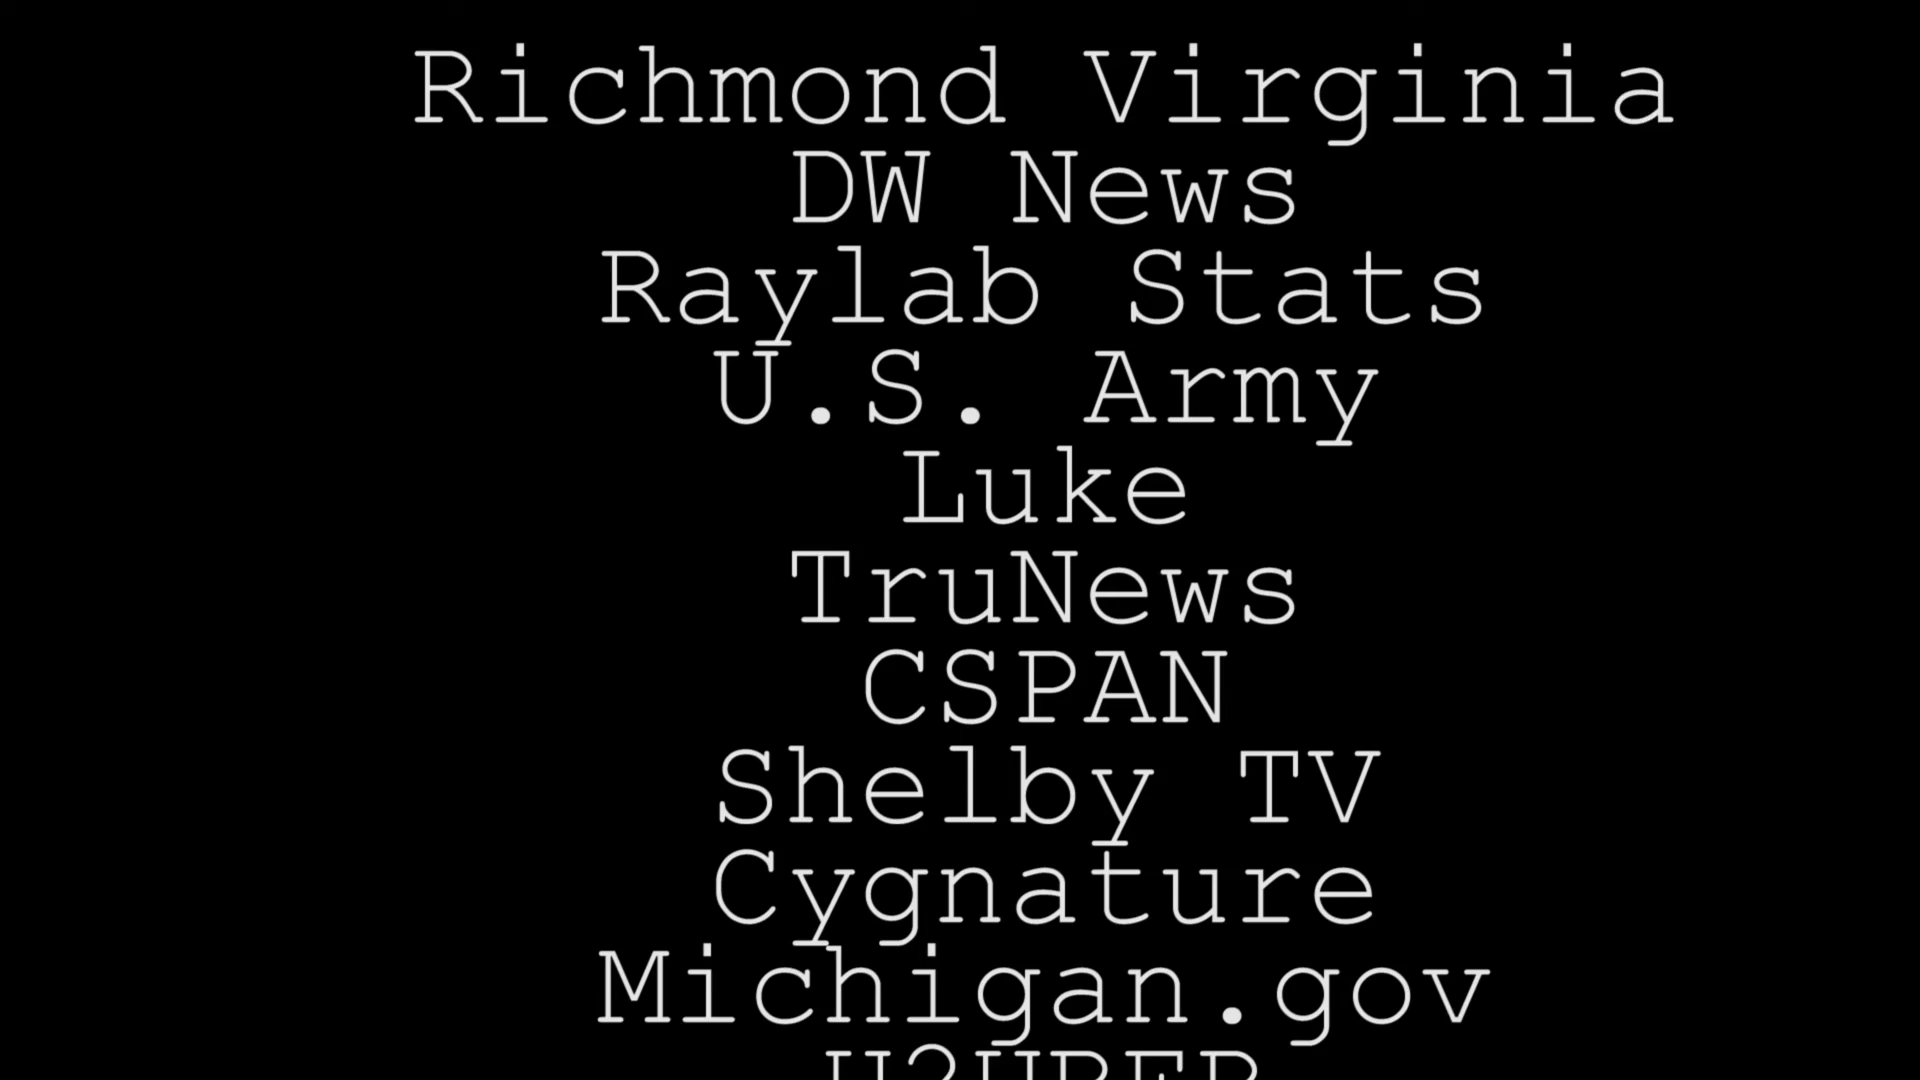 Richmond Virginia
DW News
Raylab Stats
U.S. Army
Luke
TruNews
CSPAN
Shelby TV
Cygnature
Michigan.gov